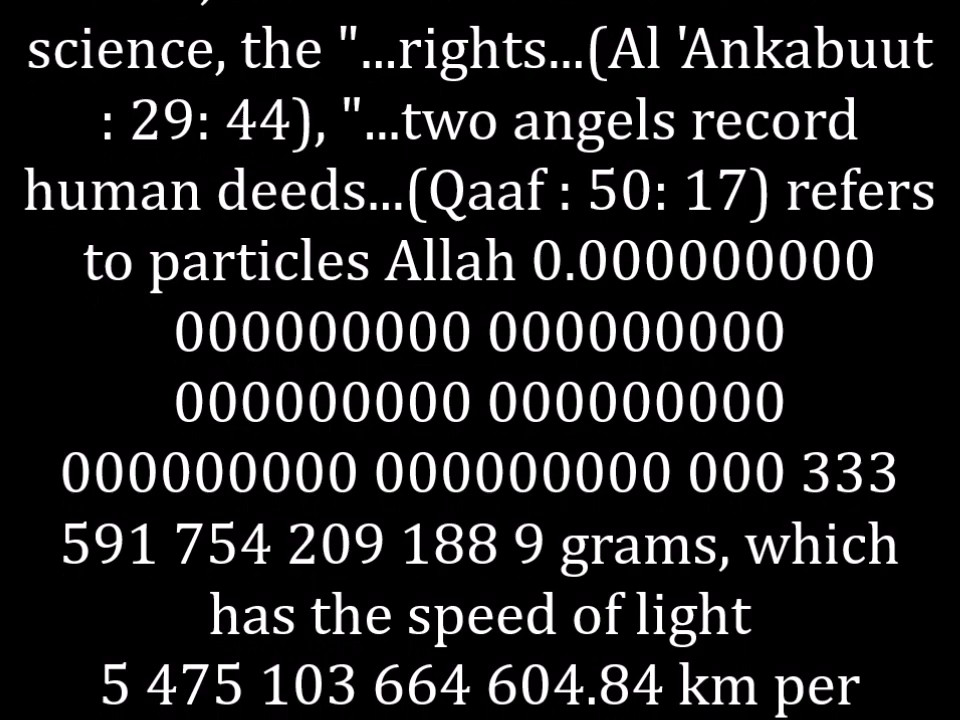 science, the "...rights...(Al 'Ankabuut
: 29: 44), "...two angels record
human deeds...(Qaaf : 50: 17) refers
to particles Allah 0.000000000
000000000 000000000
000000000 000000000
000000000 000000000 000 333
591 754 209 188 9 grams, which
has the speed of light
5 475 103 664 604.84 km per